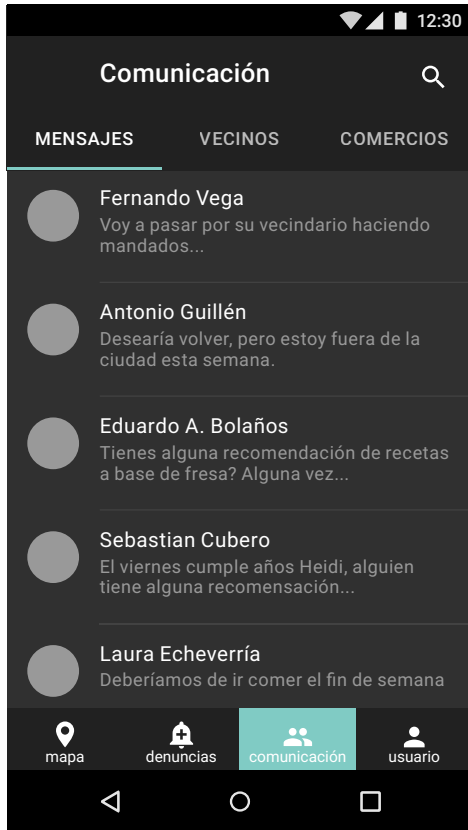 12:30
Comunicación
MENSAJES VECINOS COMERCIOS
Fernando Vega
Voy a pasar por su vecindario haciendo
mandados...
Antonio Guillén
Desearía volver, pero estoy fuera de la
ciudad esta semana.
Eduardo A. Bolaños
Tienes alguna recomendación de recetas
a base de fresa? Alguna vez...
Sebastian Cubero
El viernes cumple años Heidi, alguien
tiene alguna recomensación...
Laura Echeverría
Deberíamos de ir comer el fin de semana
mapa denuncias comunicación usuario